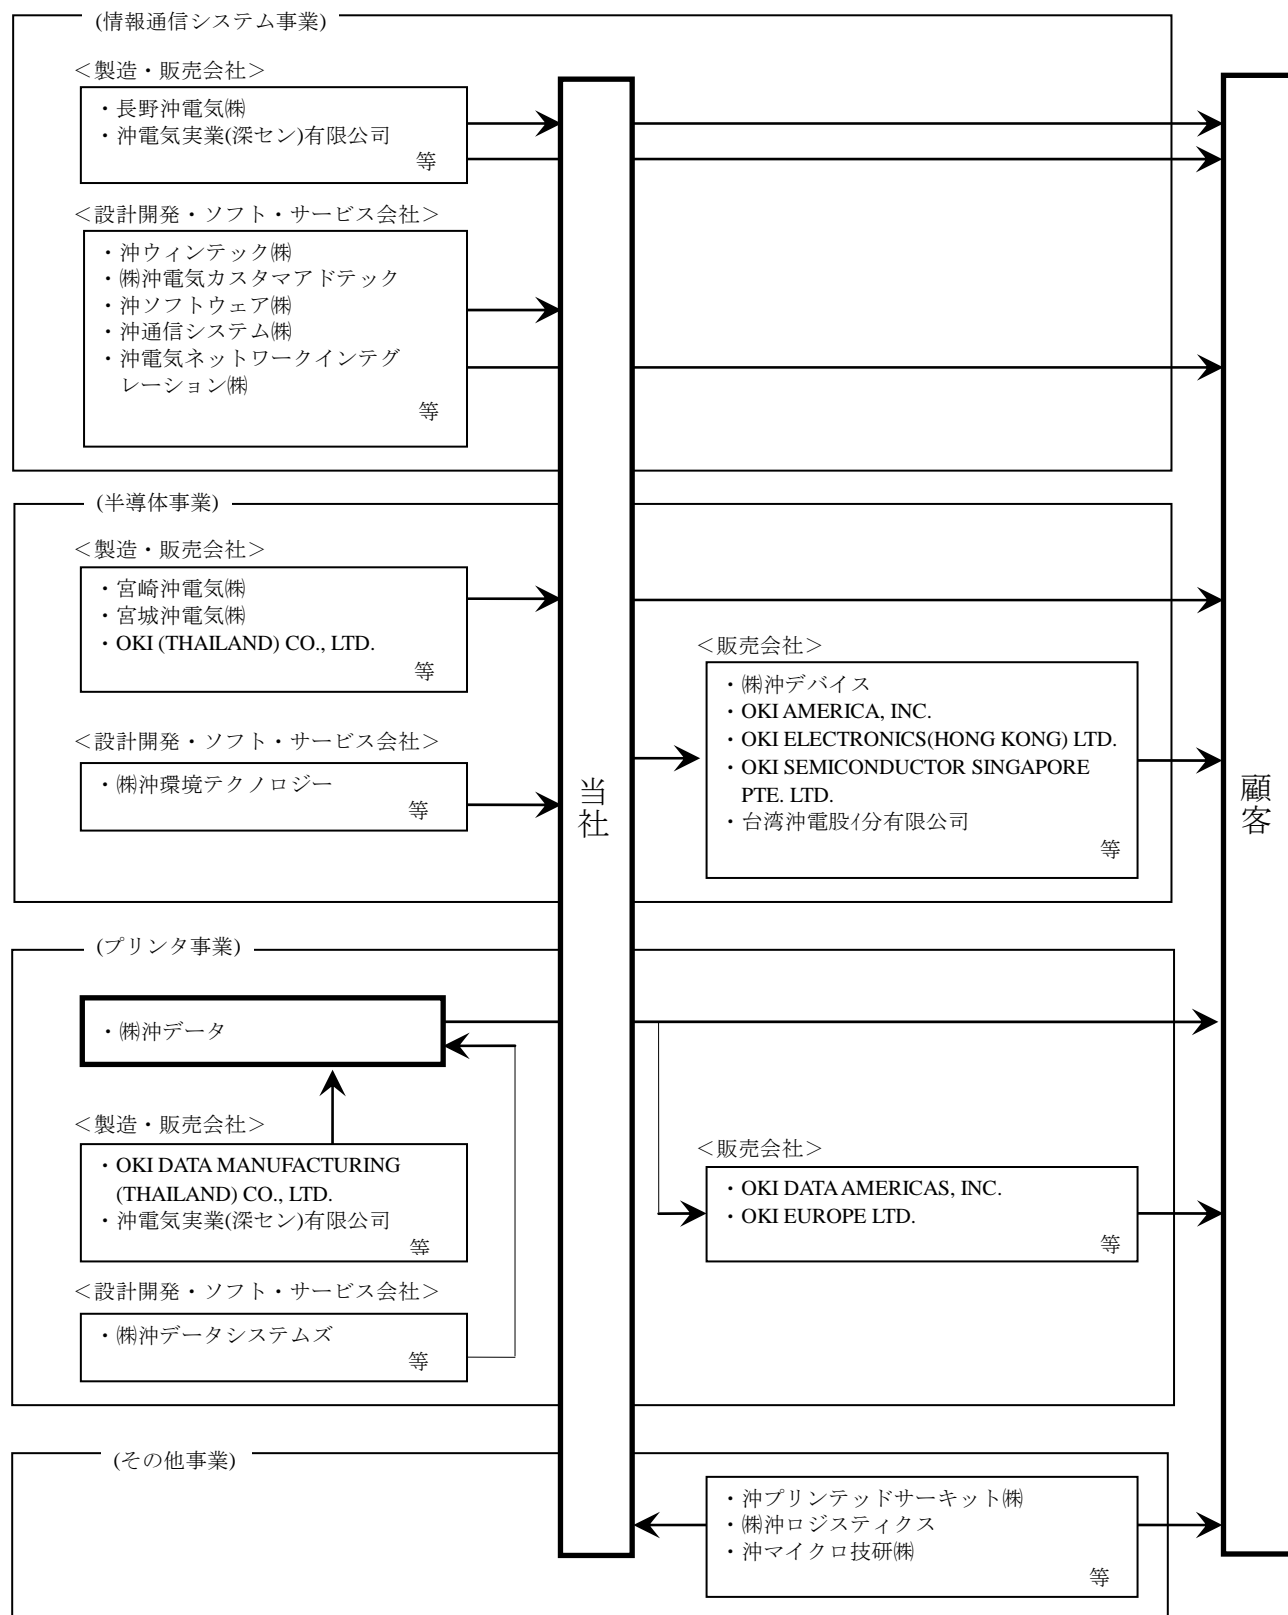 (情報通信システム事業)
＜製造・販売会社＞
・長野沖電気㈱
・沖電気実業(深セン)有限公司
等
＜設計開発・ソフト・サービス会社＞
・沖ウィンテック㈱
・㈱沖電気カスタマアドテック
・沖ソフトウェア㈱
・沖通信システム㈱
・沖電気ネットワークインテグ
レーション㈱
等
(半導体事業)
＜製造・販売会社＞
・宮崎沖電気㈱
・宮城沖電気㈱
・OKI (THAILAND) CO., LTD.
等
＜設計開発・ソフト・サービス会社＞
・㈱沖環境テクノロジー
等
＜販売会社＞
・㈱沖デバイス
・OKI AMERICA, INC.
・OKI ELECTRONICS(HONG KONG) LTD.
・OKI SEMICONDUCTOR SINGAPORE
PTE. LTD.
・台湾沖電股イ分有限公司
等
当社
顧客
(プリンタ事業)
・㈱沖データ
＜製造・販売会社＞
・OKI DATA MANUFACTURING
(THAILAND) CO., LTD.
・沖電気実業(深セン)有限公司
等
＜設計開発・ソフト・サービス会社＞
・㈱沖データシステムズ
等
＜販売会社＞
・OKI DATA AMERICAS, INC.
・OKI EUROPE LTD.
等
(その他事業)
・沖プリンテッドサーキット㈱
・㈱沖ロジスティクス
・沖マイクロ技研㈱
等